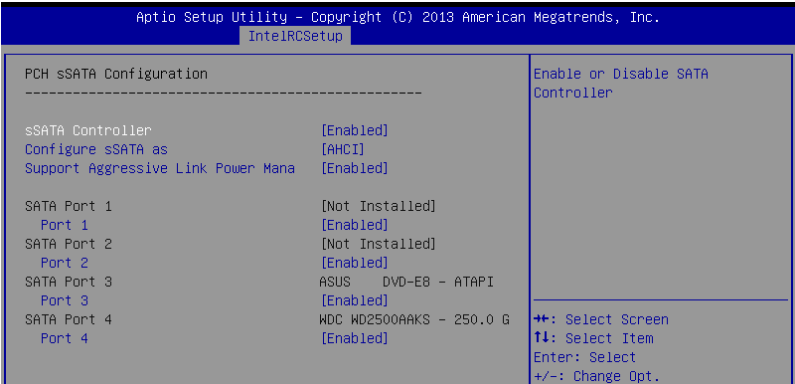 Aptio Setup Utility – Copyright (C) 2013 American Megatrends, Inc.
IntelRCSetup
PCH sSATA Configuration
--------------------------------------------------
sSATA Controller [Enabled]
Configure sSATA as [AHCI]
Support Aggressive Link Power Mana [Enabled]
SATA Port 1 [Not Installed]
Port 1 [Enabled]
SATA Port 2 [Not Installed]
Port 2 [Enabled]
SATA Port 3 ASUS DVD-E8 - ATAPI
Port 3 [Enabled]
SATA Port 4 WDC WD2500AAKS - 250.0 G
Port 4 [Enabled]
Enable or Disable SATA
Controller
→←: Select Screen
↑↓: Select Item
Enter: Select
+/-: Change Opt.